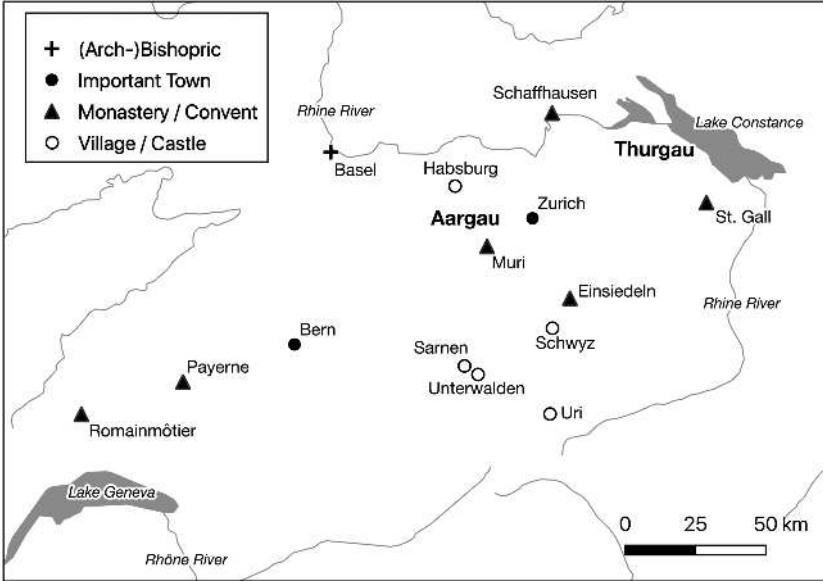 (Arch-)Bishopric
Important Town
Monastery / Convent
Village / Castle
Rhine River
Schaffhausen
Lake Constance
Thurgau
Basel
Habsburg
Zurich
Aargau
St. Gall
Muri
Einsiedeln
Rhine River
Bern
Schwyz
Sarnen
Payerne
Unterwalden
Uri
Romainmôtier
Lake Geneva
0 25 50 km
Rhône River